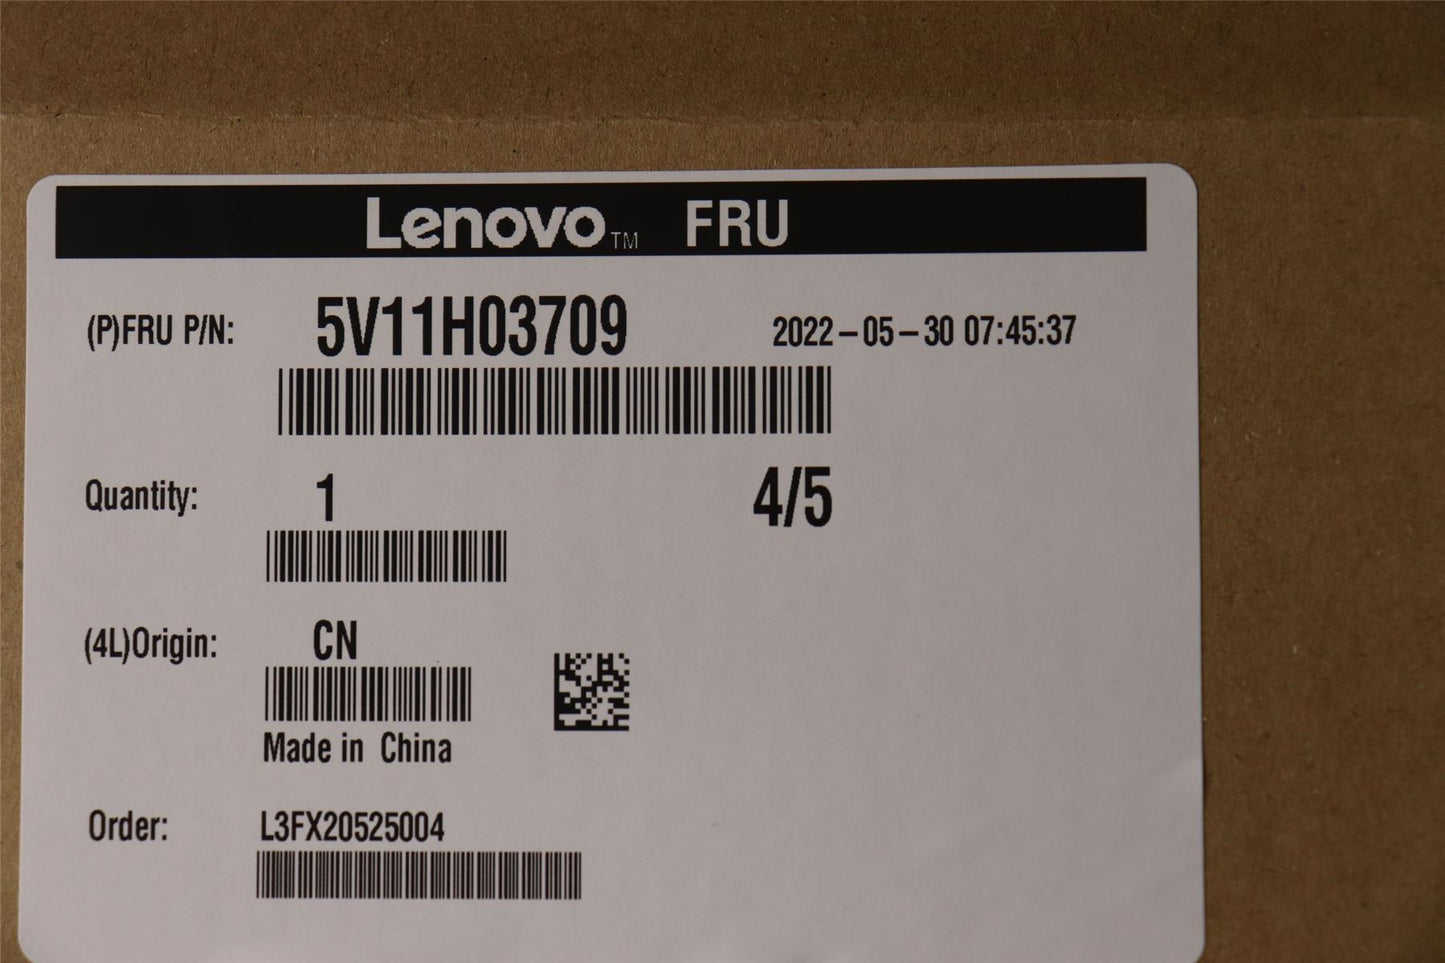 Lenovo™ FRU
(P)FRU P/N: 5V11H03709 2022-05-30 07:45:37
Quantity: 1 4/5
(4L)Origin: CN
Made in China
Order: L3FX20525004